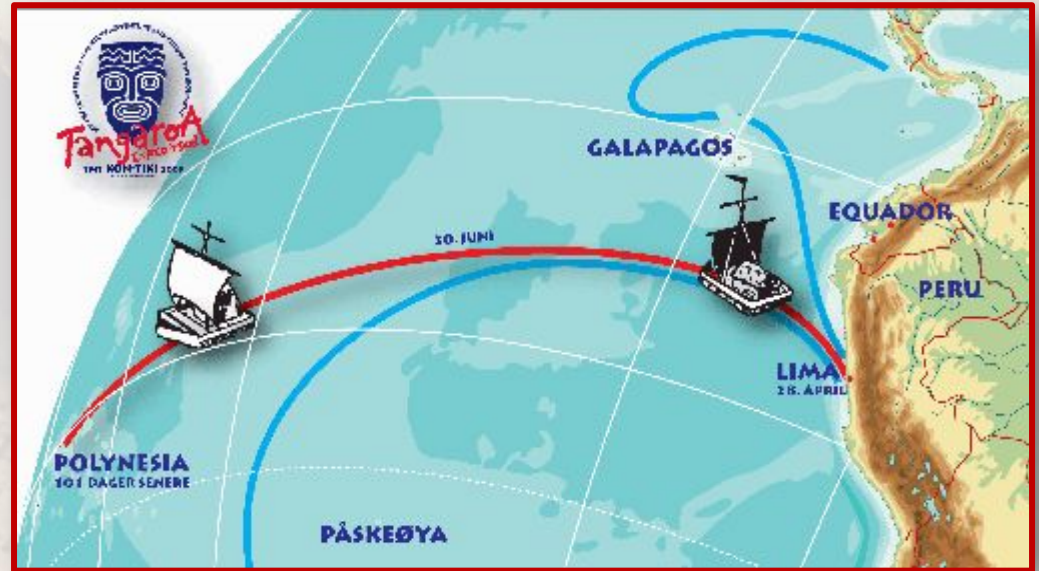 TangaroA
GALAPAGOS
EQUADOR
30. JUNI
PERU
LIMA
28. APRIL
POLYNESIA
101 DAGER SENERE
PÅSKEØYA